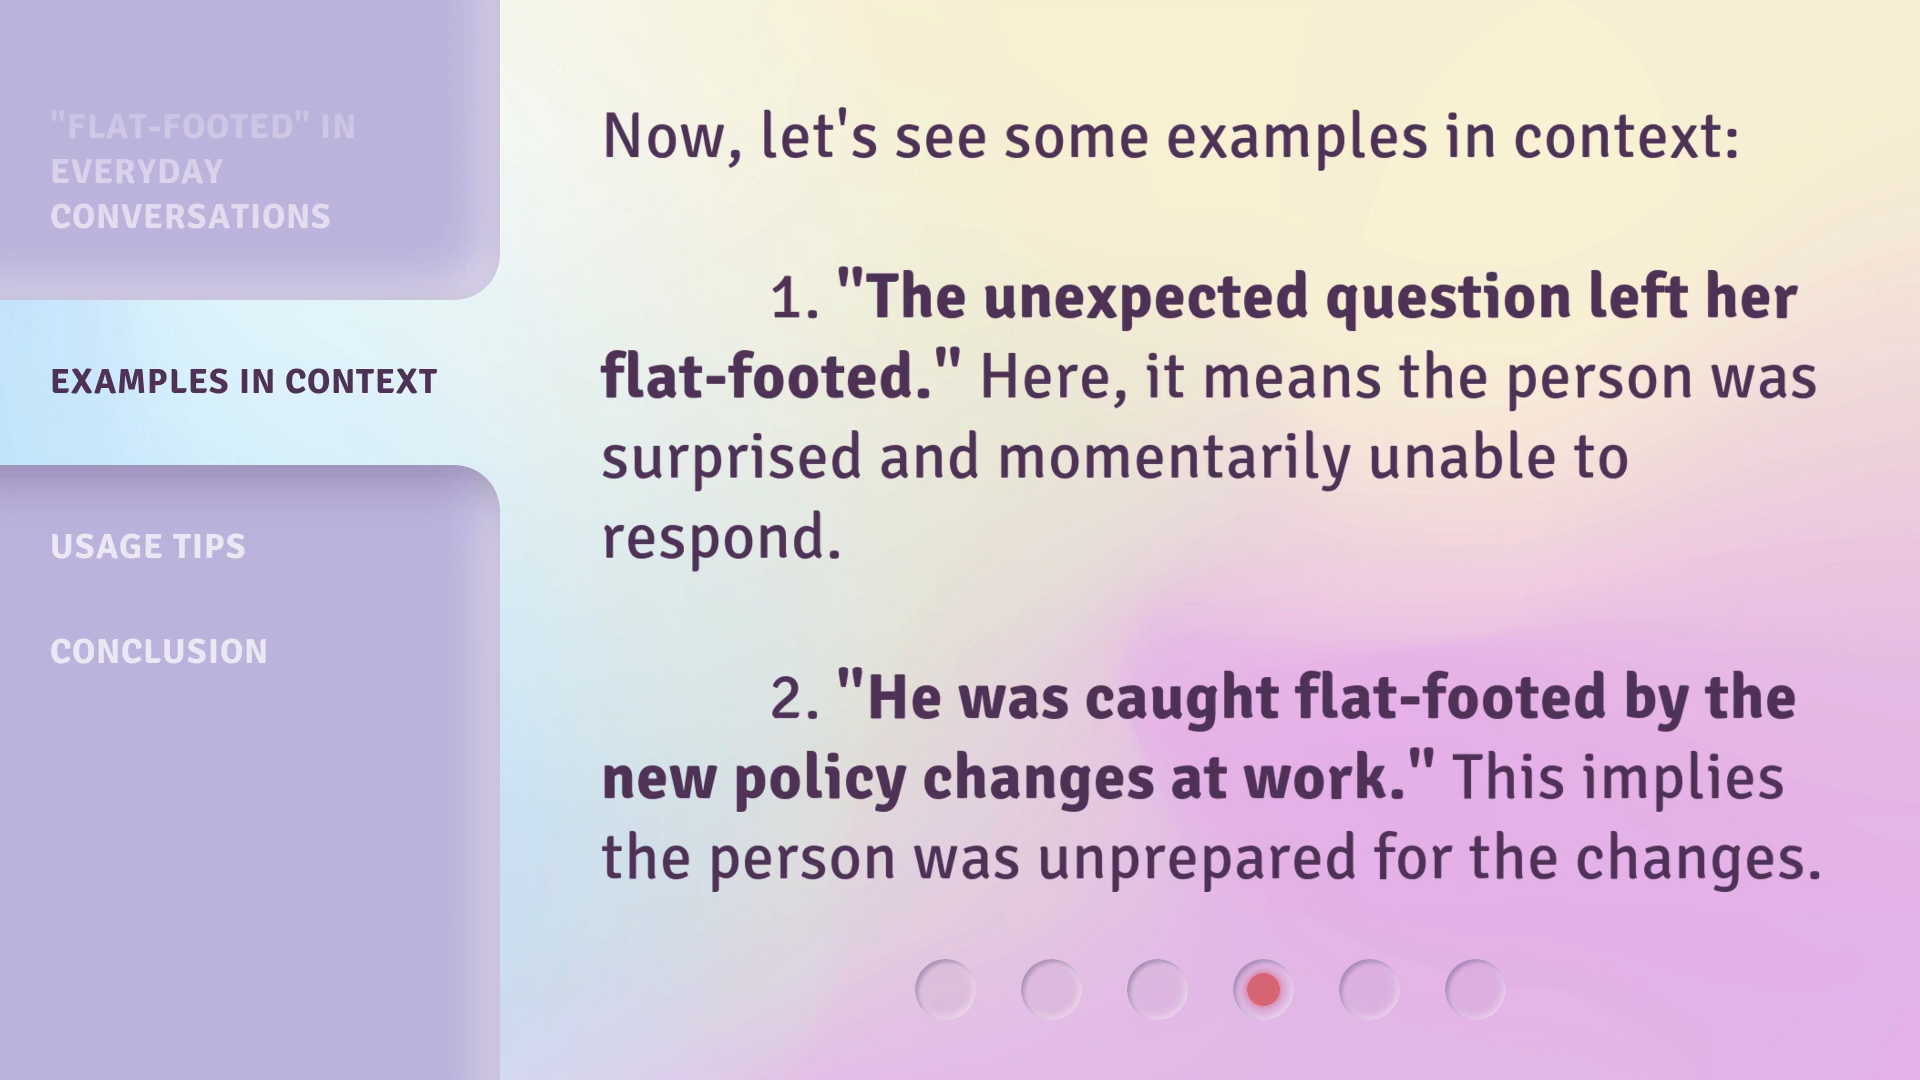 "FLAT-FOOTED" IN
EVERYDAY
CONVERSATIONS
EXAMPLES IN CONTEXT
USAGE TIPS
CONCLUSION
Now, let's see some examples in context:
1. "The unexpected question left her
flat-footed." Here, it means the person was
surprised and momentarily unable to
respond.
2. "He was caught flat-footed by the
new policy changes at work." This implies
the person was unprepared for the changes.